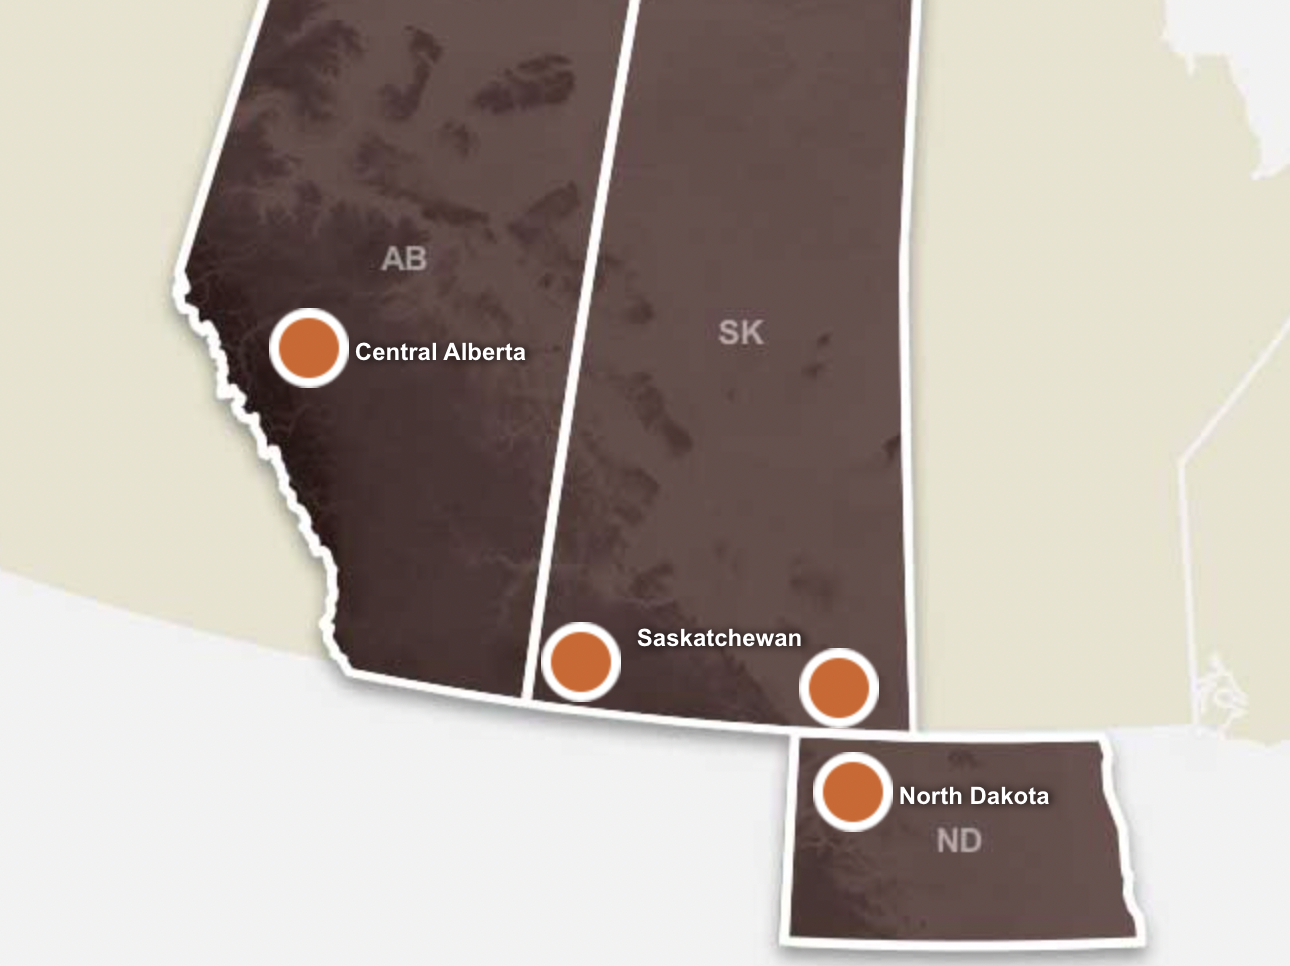 AB
SK
Central Alberta
Saskatchewan
North Dakota
ND